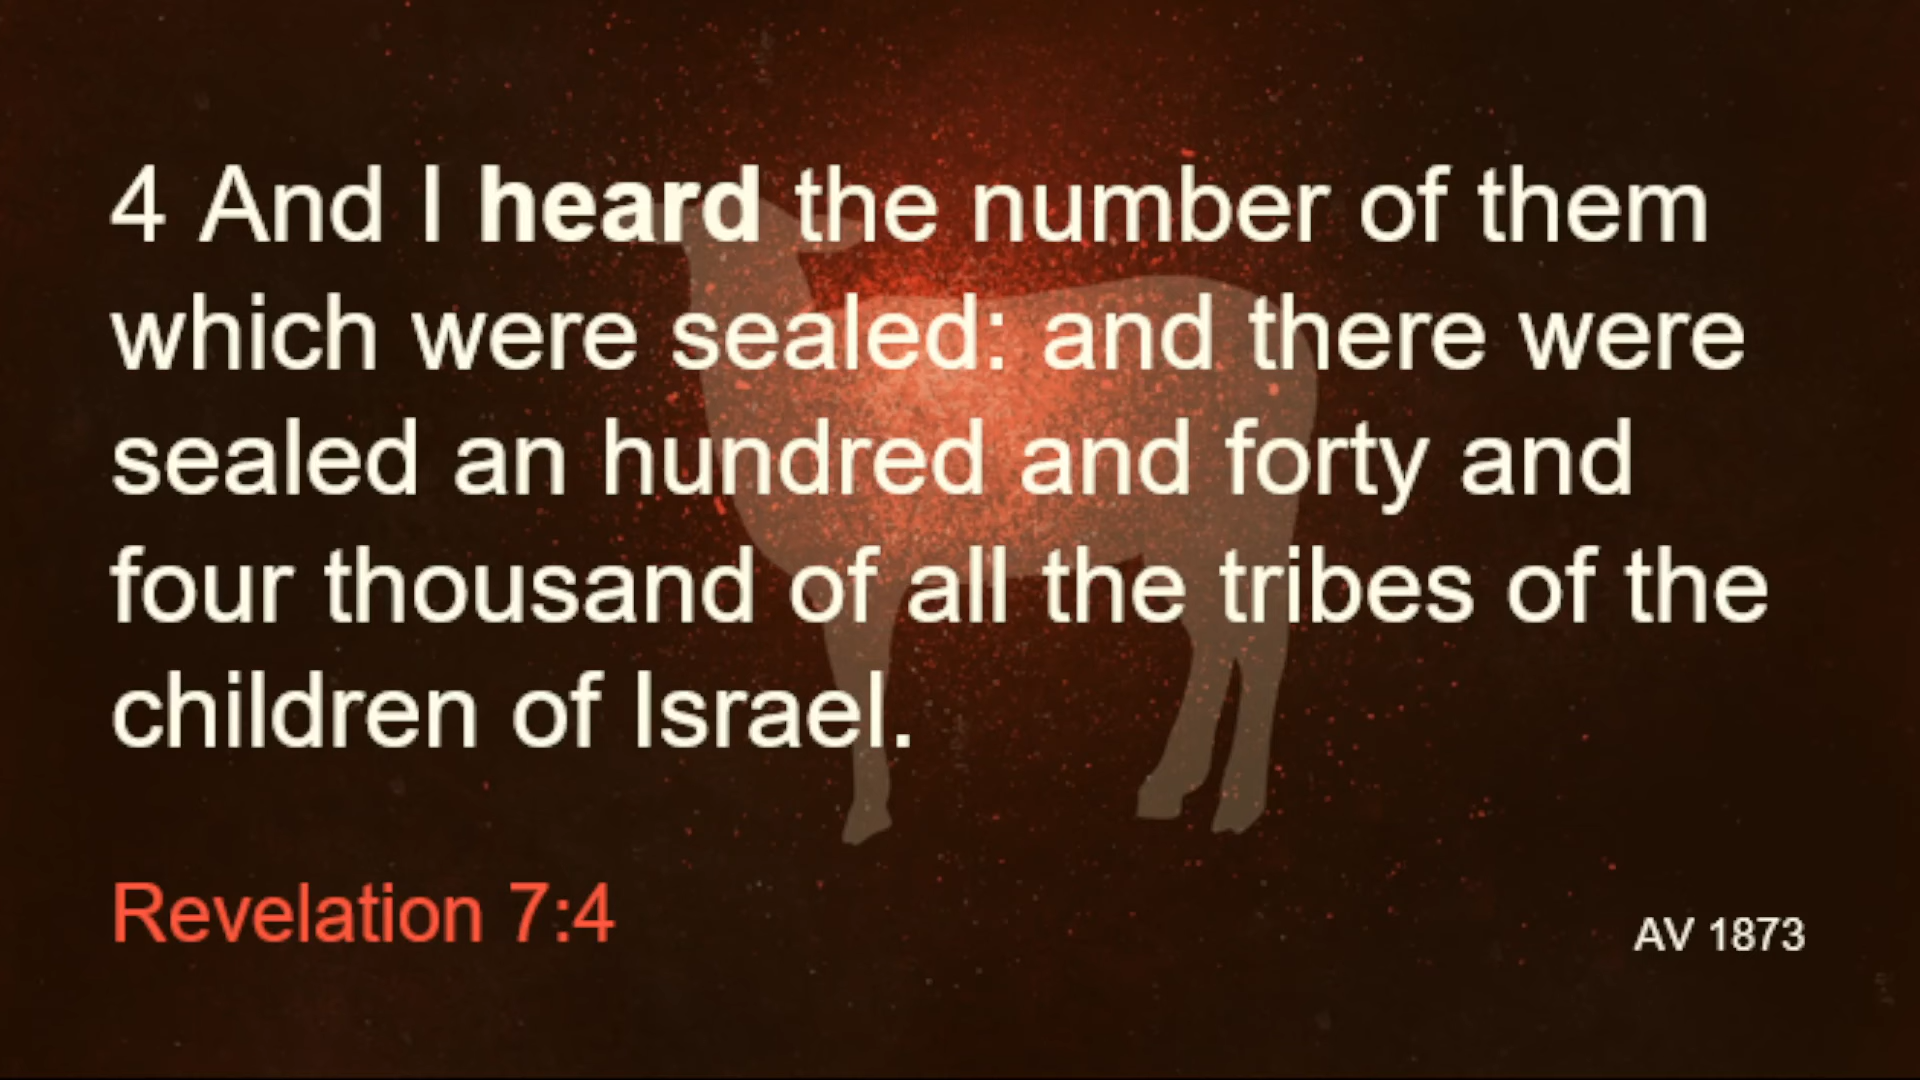 4 And I heard the number of them
which were sealed: and there were
sealed an hundred and forty and
four thousand of all the tribes of the
children of Israel.
Revelation 7:4
AV 1873